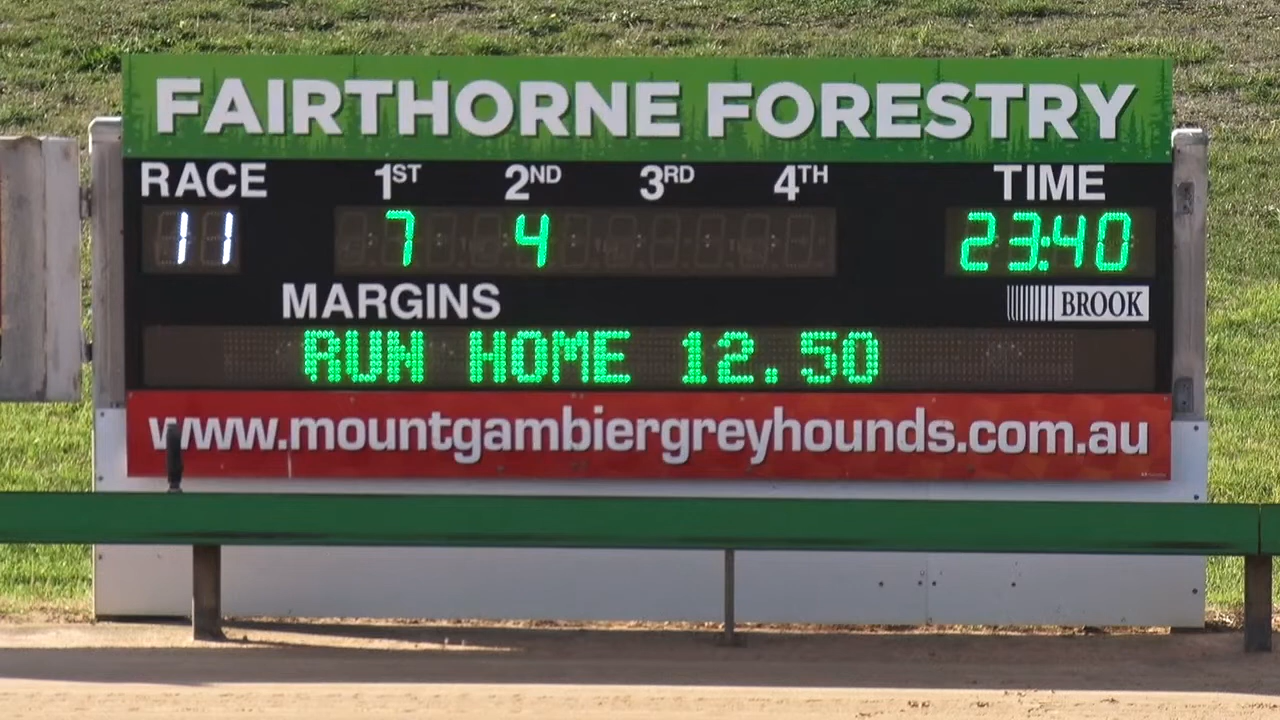 FAIRTHORNE FORESTRY
RACE 1ST 2ND 3RD 4TH TIME
11 7 4 23:40
MARGINS BROOK
RUN HOME 12.50
www.mountgambiergreyhounds.com.au